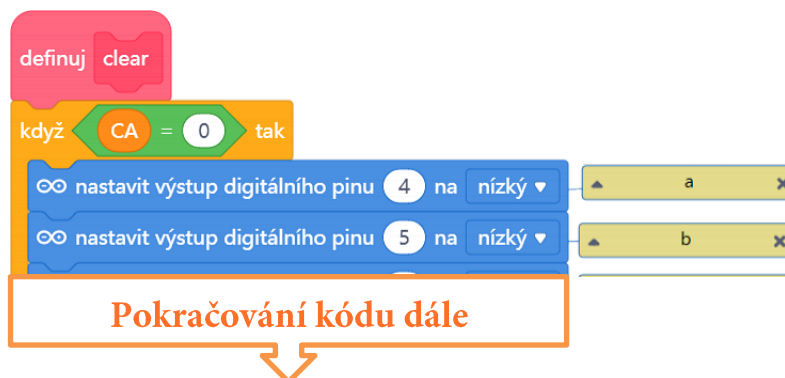 definuj clear
když CA = 0 tak
nastavit výstup digitálního pinu 4 na nízký a
nastavit výstup digitálního pinu 5 na nízký b
Pokračování kódu dále